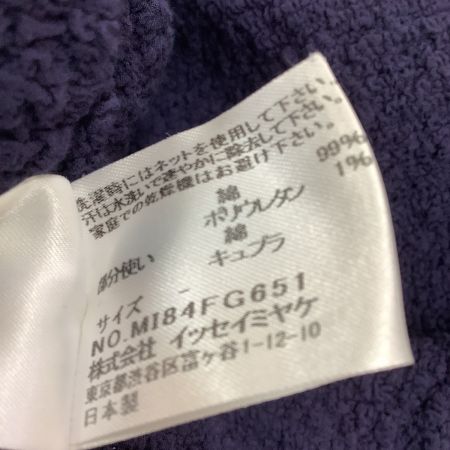 洗濯時にはネットを使用して下さい。
汗は水洗いで速やかに除去して下さい。
家庭での乾燥機はお避け下さい。
綿 99%
ポリウレタン 1%
部分使い 綿
キュプラ
サイズ -
NO.MI84FG651
株式会社 イッセイミヤケ
東京都渋谷区富ヶ谷1-12-10
日本製